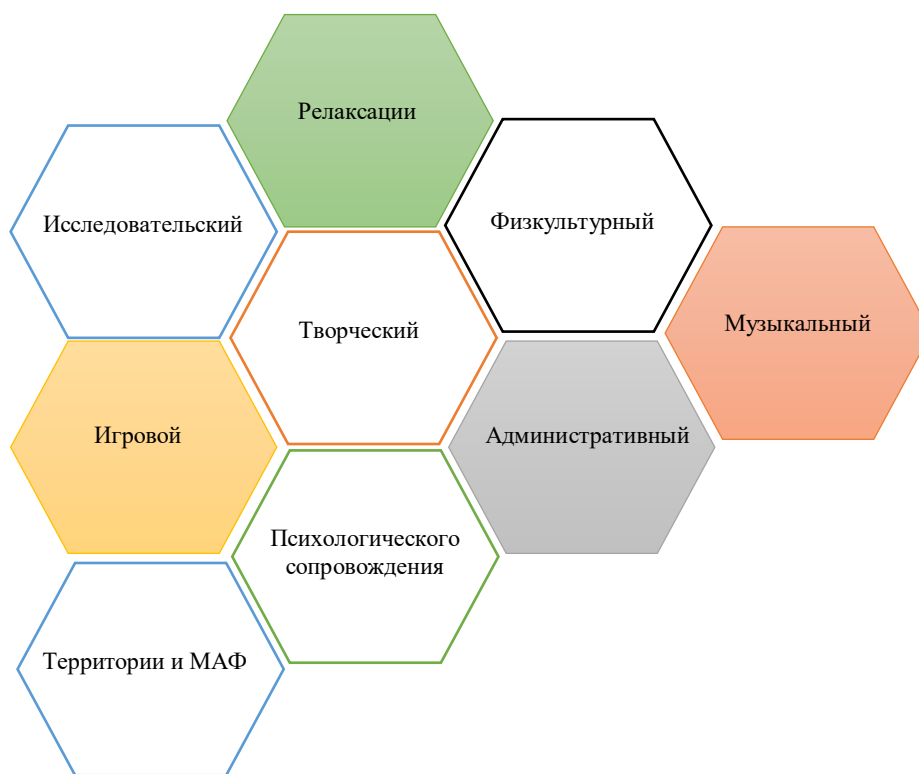 Релаксации
Исследовательский
Физкультурный
Музыкальный
Творческий
Игровой
Административный
Психологического
сопровождения
Территории и МАФ